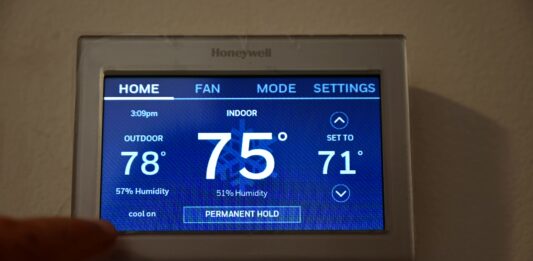 Honeywell
HOME FAN MODE SETTINGS
3:09pm
INDOOR
OUTDOOR
SET TO
78°
75°
71°
57% Humidity
51% Humidity
cool on
PERMANENT HOLD